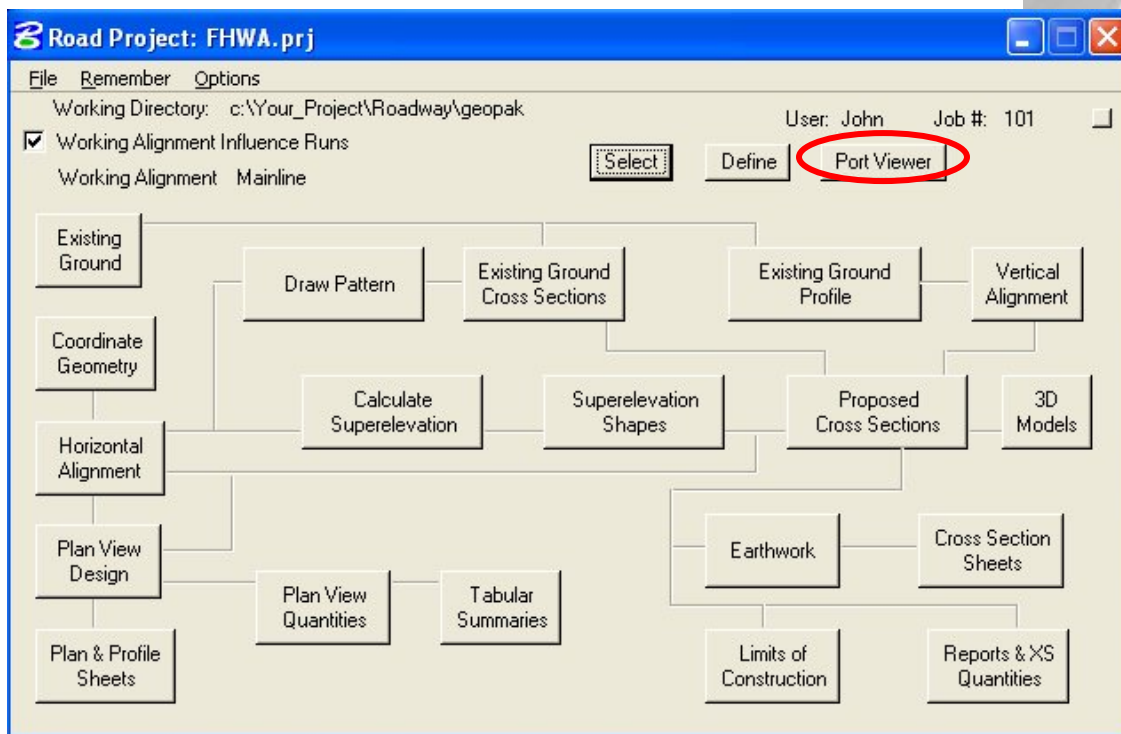 Road Project: FHWA.prj
File Remember Options
Working Directory: c:\Your_Project\Roadway\geopak
User: John Job #: 101
Working Alignment Influence Runs
Select Define Port Viewer
Working Alignment Mainline
Existing
Ground
Draw Pattern
Existing Ground
Cross Sections
Existing Ground
Profile
Vertical
Alignment
Coordinate
Geometry
Calculate
Superelevation
Superelevation
Shapes
Proposed
Cross Sections
3D
Models
Horizontal
Alignment
Plan View
Design
Earthwork
Cross Section
Sheets
Plan View
Quantities
Tabular
Summaries
Plan & Profile
Sheets
Limits of
Construction
Reports & XS
Quantities